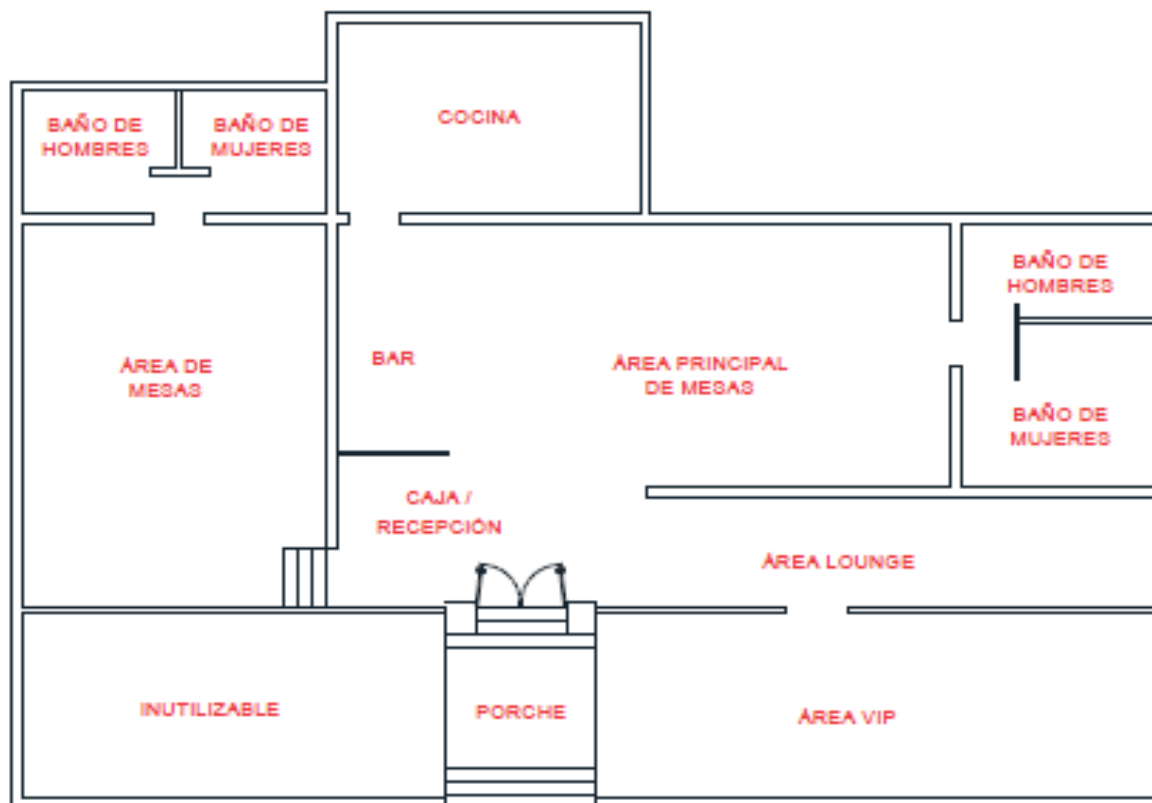 BAÑO DE
HOMBRES
BAÑO DE
MUJERES
COCINA
BAÑO DE
HOMBRES
ÁREA DE
MESAS
BAR
ÁREA PRINCIPAL
DE MESAS
BAÑO DE
MUJERES
CAJA /
RECEPCIÓN
ÁREA LOUNGE
INUTILIZABLE
PORCHE
ÁREA VIP